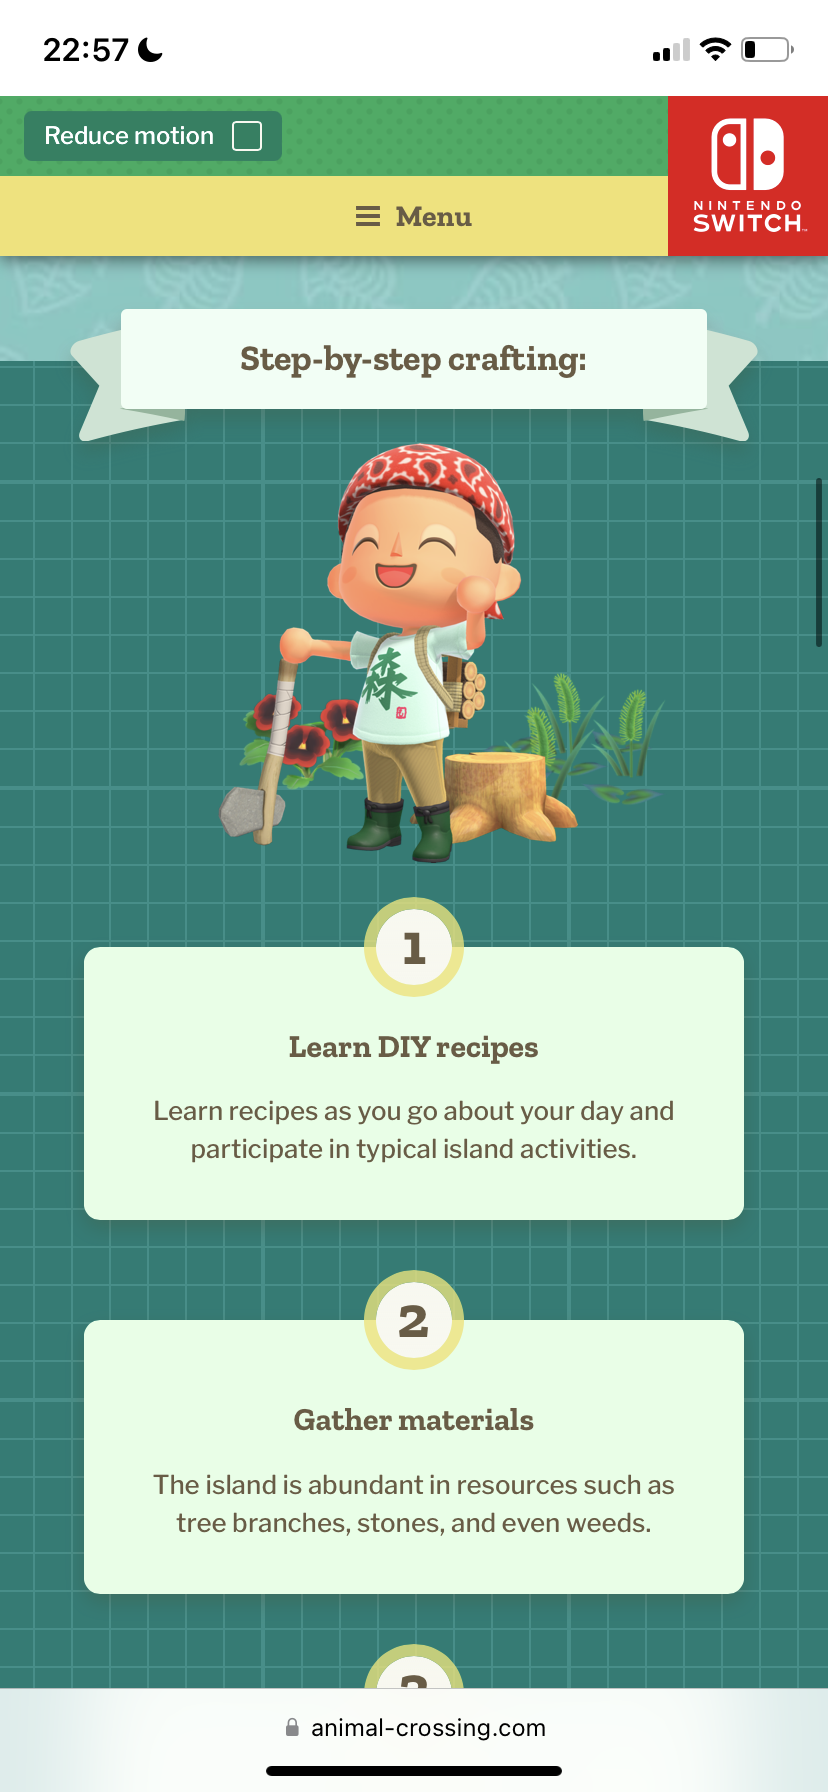 22:57
Reduce motion
Menu
NINTENDO
SWITCH
Step-by-step crafting:
森
1
Learn DIY recipes
Learn recipes as you go about your day and
participate in typical island activities.
2
Gather materials
The island is abundant in resources such as
tree branches, stones, and even weeds.
animal-crossing.com